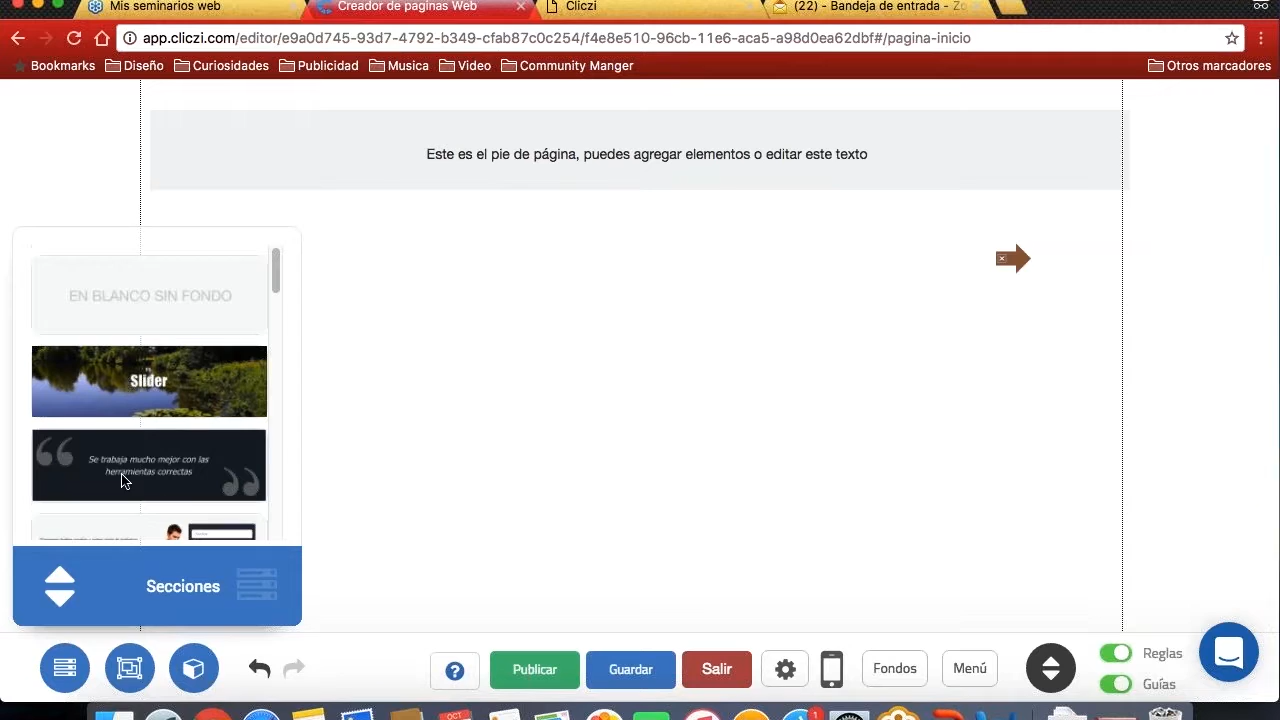 Mis seminarios web
Creador de paginas Web
Cliczi
(22) - Bandeja de entrada - Zo
app.cliczi.com/editor/e9a0d745-93d7-4792-b349-cfab87c0c254/f4e8e510-96cb-11e6-aca5-a98d0ea62dbf#/pagina-inicio
Bookmarks
Diseño
Curiosidades
Publicidad
Musica
Video
Community Manger
Otros marcadores
Este es el pie de página, puedes agregar elementos o editar este texto
EN BLANCO SIN FONDO
Slider
Se trabaja mucho mejor con las
herramientas correctas
Secciones
Publicar
Guardar
Salir
Fondos
Menú
Reglas
Guías
OCT
1